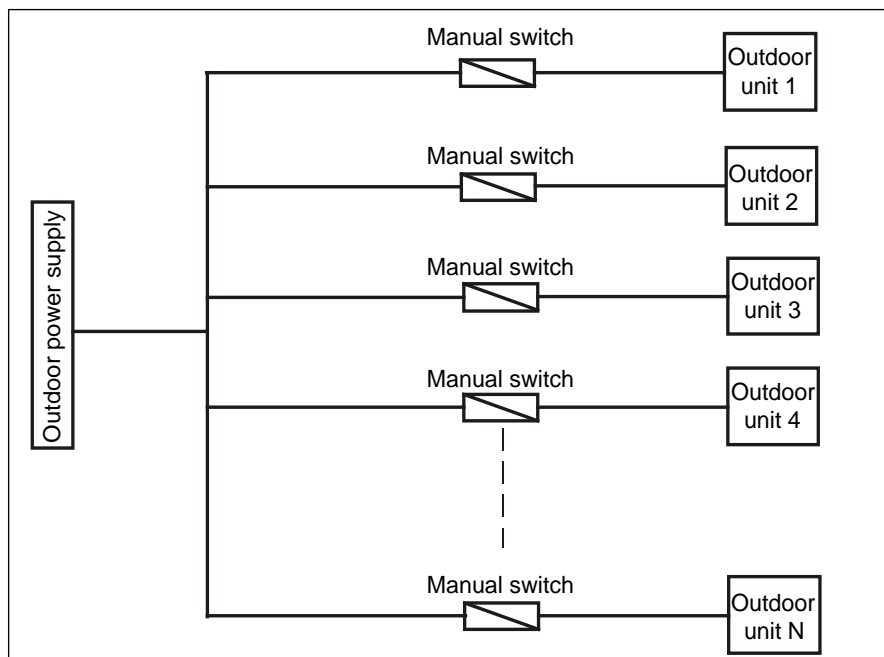 Manual switch
Outdoor
unit 1
Manual switch
Outdoor
unit 2
Outdoor power supply
Manual switch
Outdoor
unit 3
Manual switch
Outdoor
unit 4
Manual switch
Outdoor
unit N